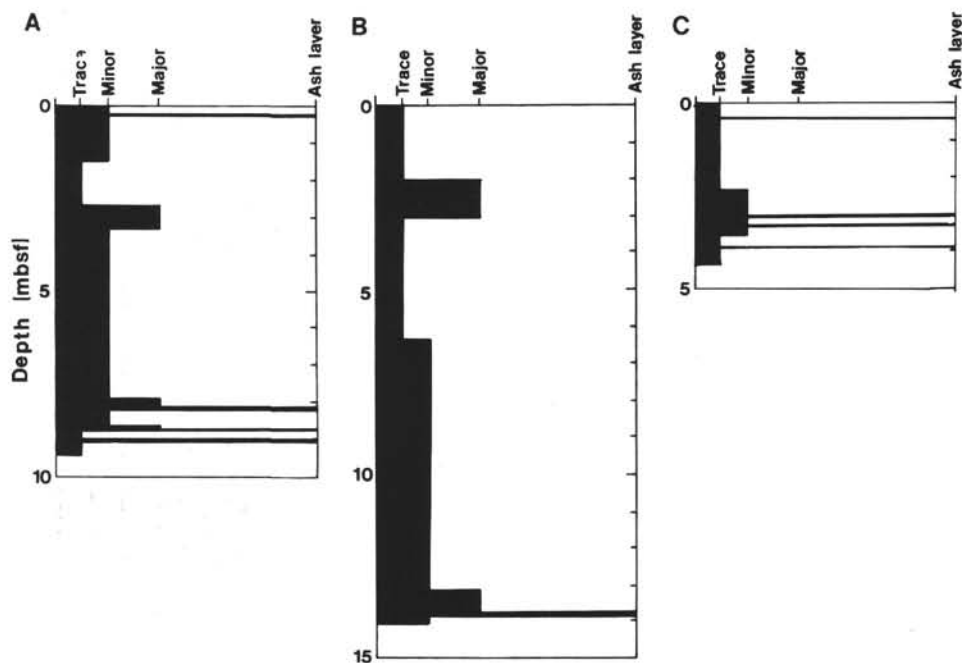 A
Trace
Minor
Major
Ash layer
0
5
10
Depth [mbsf]
B
Trace
Minor
Major
Ash layer
0
5
10
15
C
Trace
Minor
Major
Ash layer
0
5